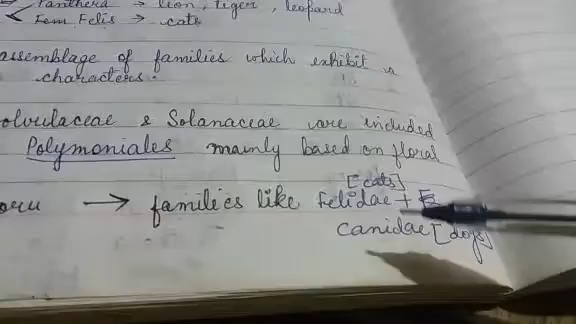 Panthera → lion, tiger, leopard
Fem Felis → cats
assemblage of families which exhibit
characters.
olvulaceae & Solanaceae are included
Polymoniales mainly based on floral
[cats]
→ families like Felidae +
canidae [dogs]